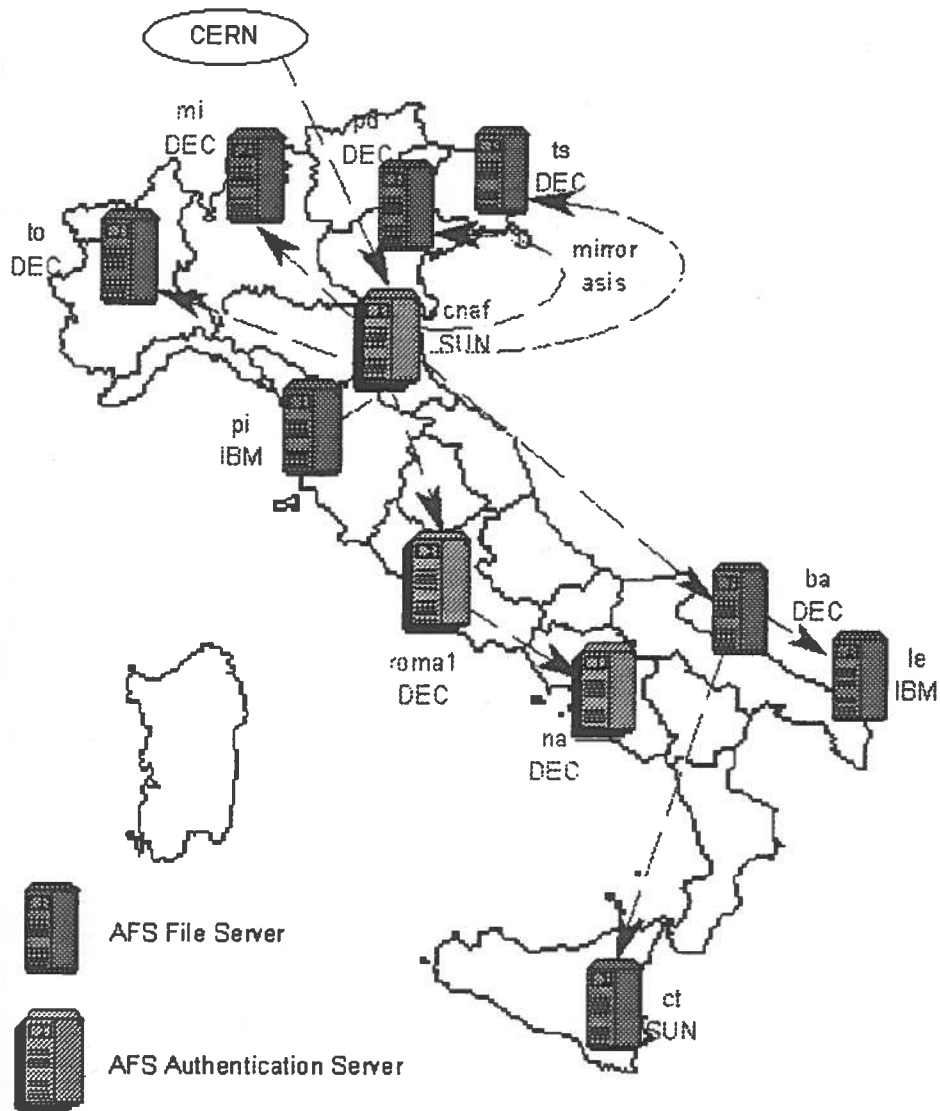 CERN
mi
DEC
pd
DEC
ts
DEC
to
DEC
mirror
asis
cnaf
SUN
pi
IBM
roma1
DEC
ba
DEC
le
IBM
na
DEC
ct
SUN
AFS File Server
AFS Authentication Server